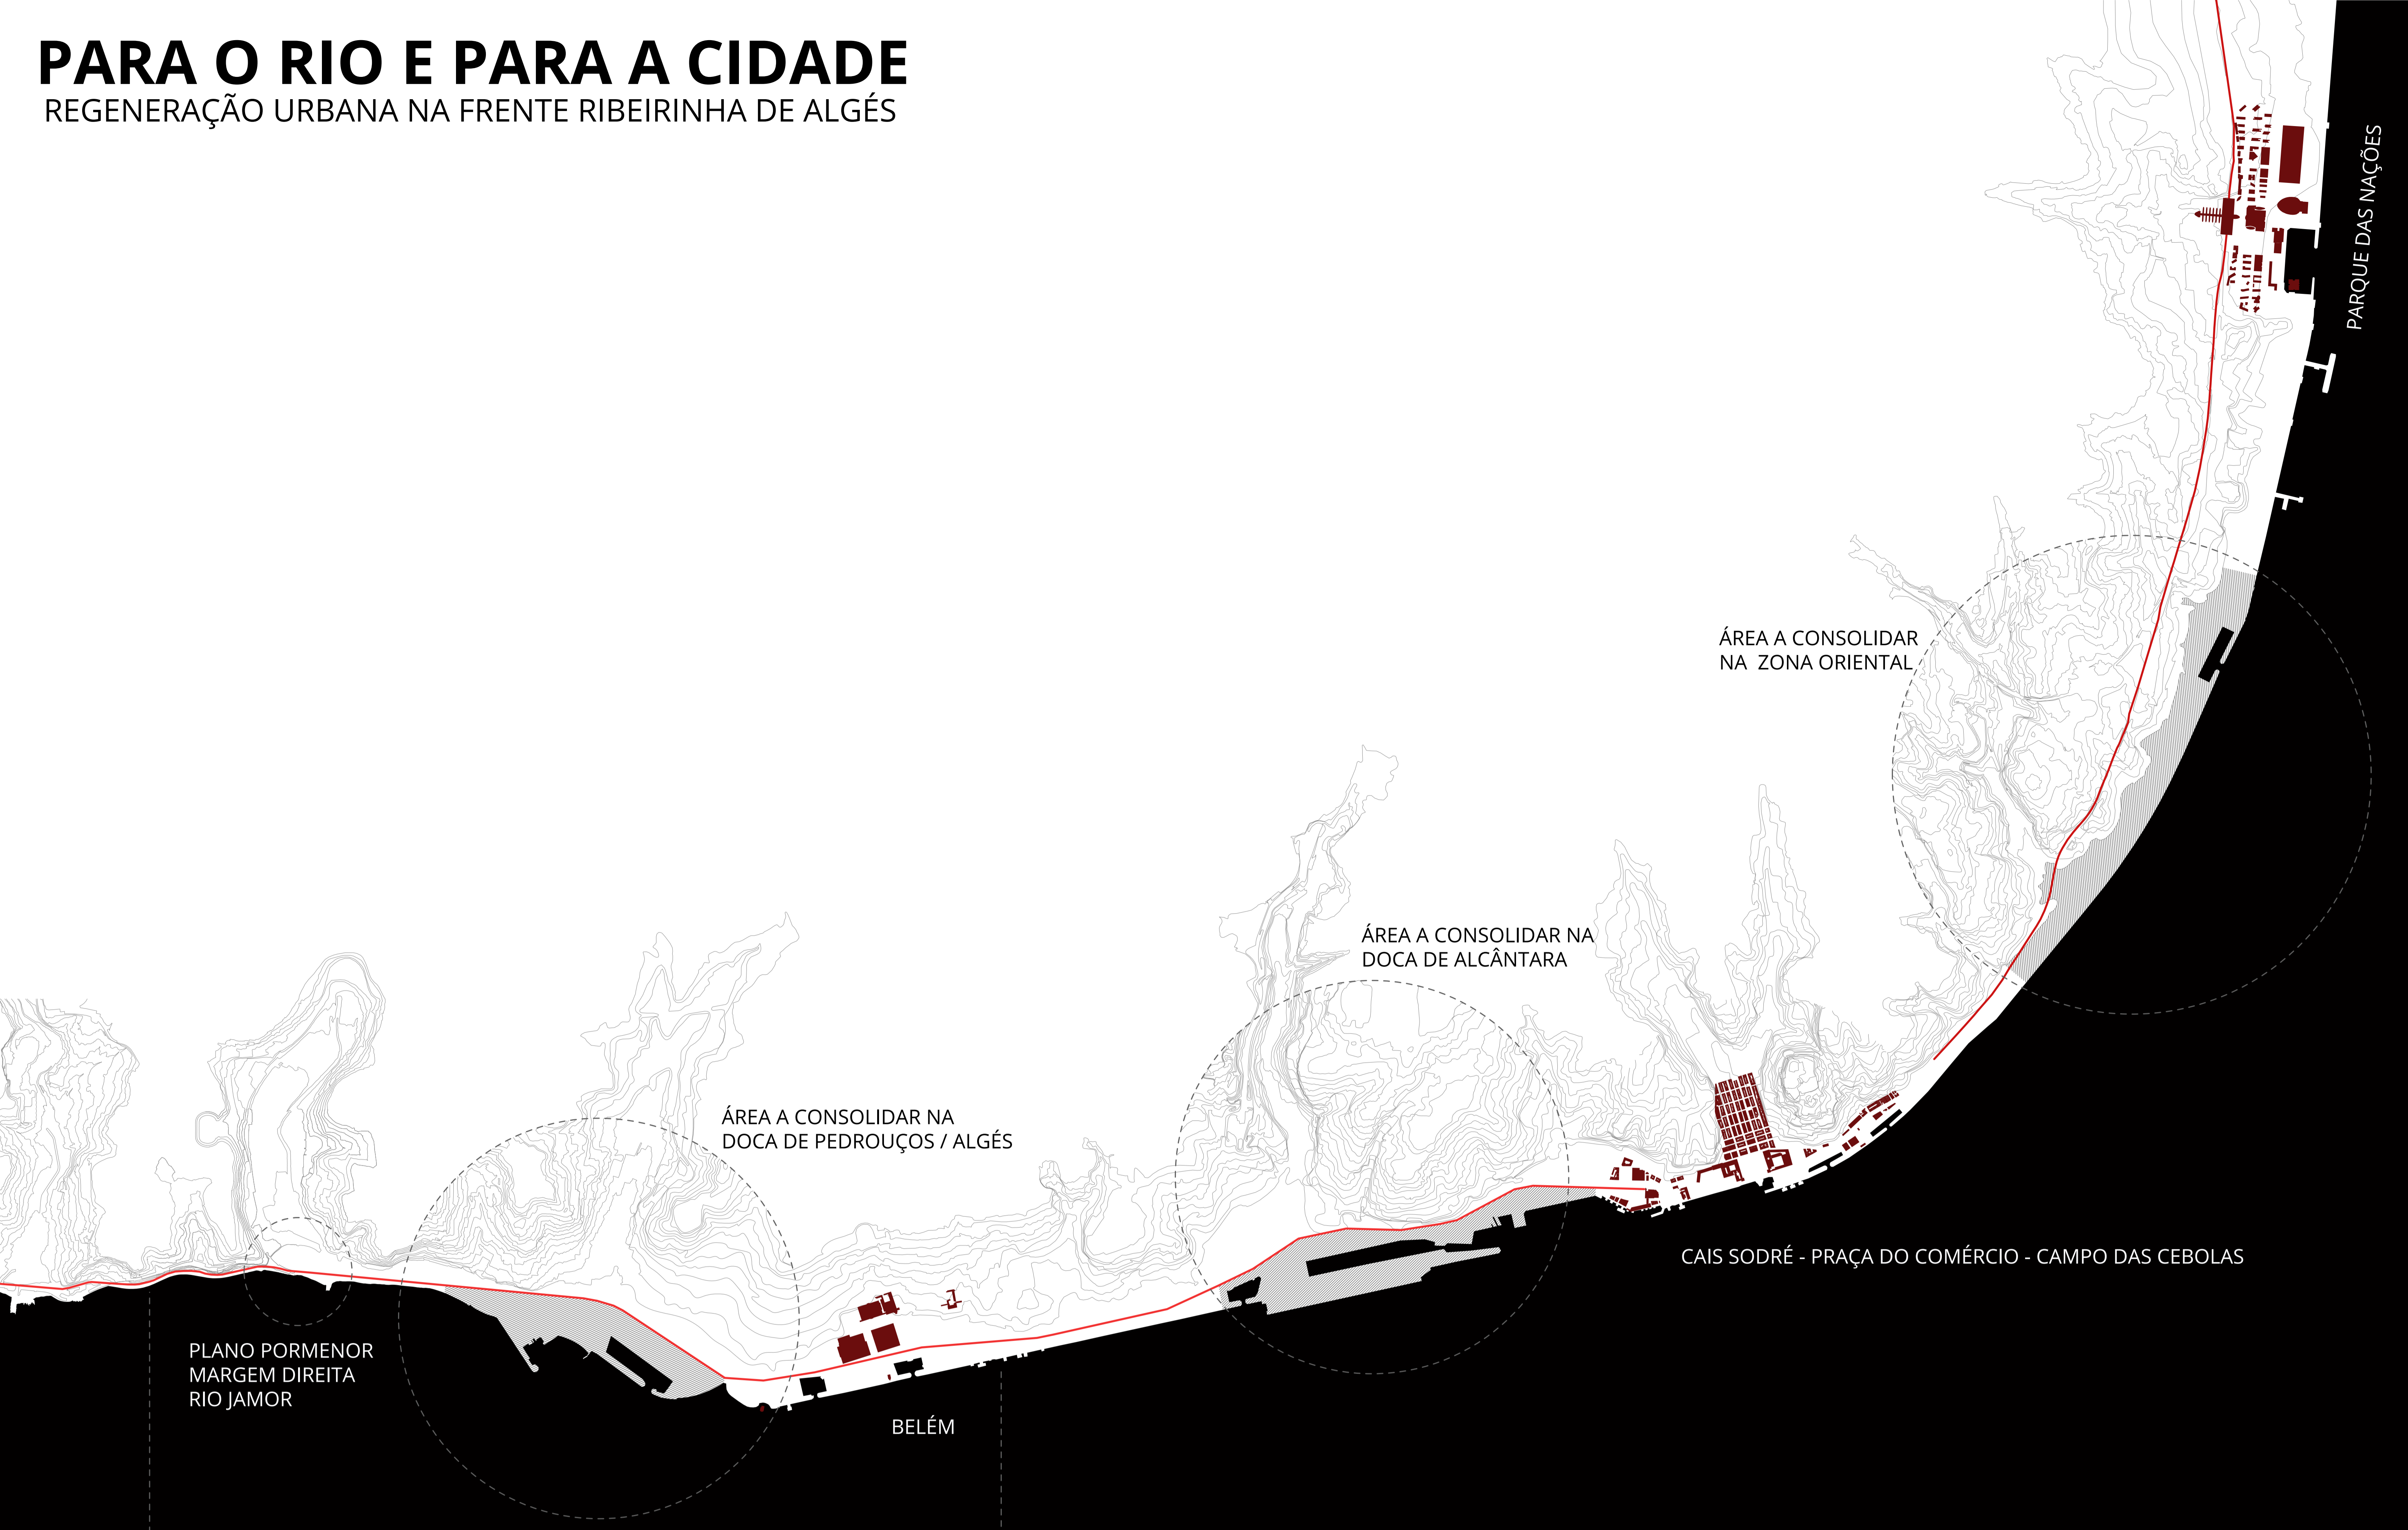 PARA O RIO E PARA A CIDADE
REGENERAÇÃO URBANA NA FRENTE RIBEIRINHA DE ALGÉS
PARQUE DAS NAÇÕES
ÁREA A CONSOLIDAR
NA ZONA ORIENTAL
ÁREA A CONSOLIDAR NA
DOCA DE ALCÂNTARA
ÁREA A CONSOLIDAR NA
DOCA DE PEDROUÇOS / ALGÉS
CAIS SODRÉ - PRAÇA DO COMÉRCIO - CAMPO DAS CEBOLAS
PLANO PORMENOR
MARGEM DIREITA
RIO JAMOR
BELÉM